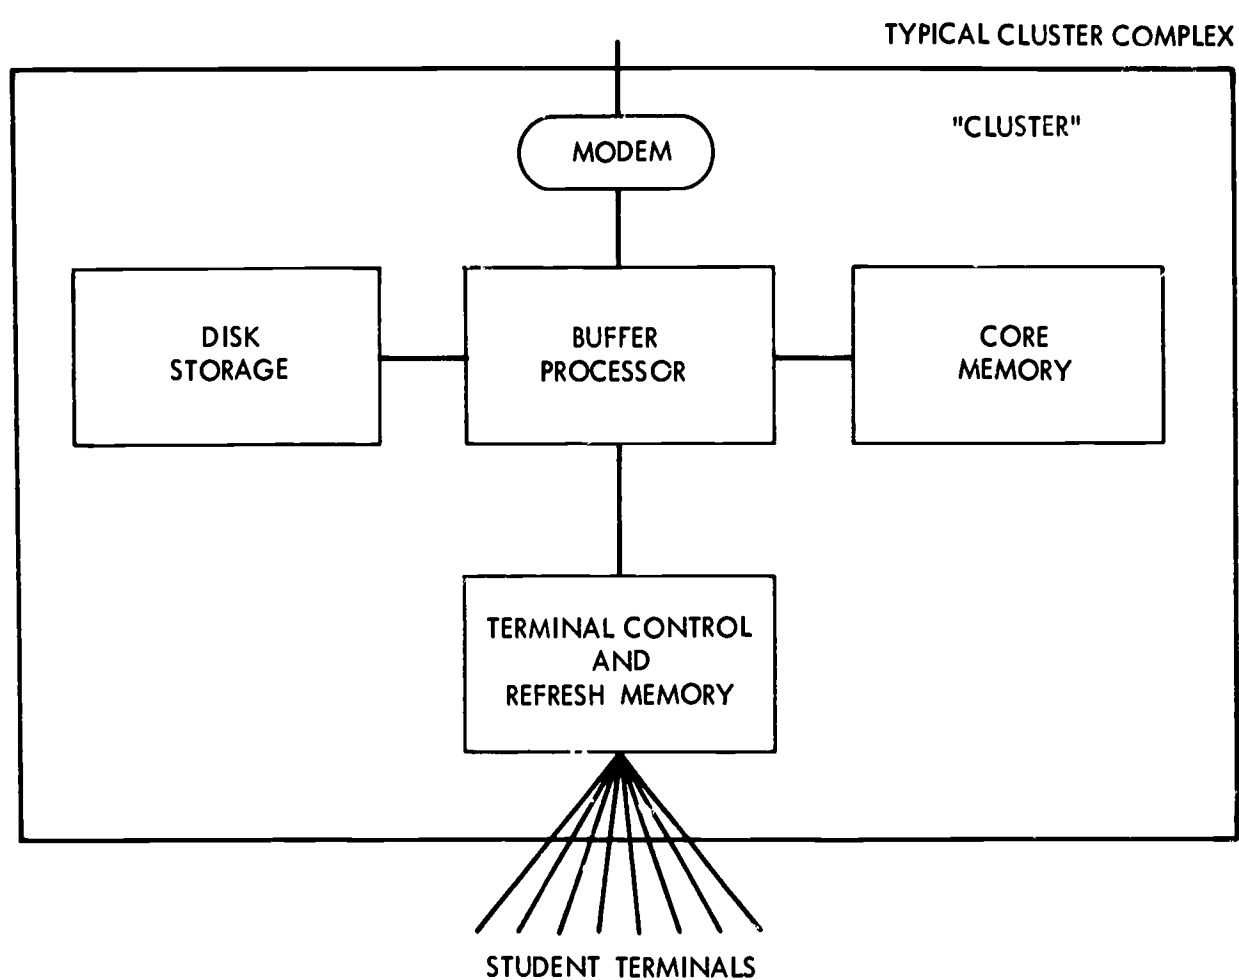 TYPICAL CLUSTER COMPLEX
"CLUSTER"
MODEM
DISK
STORAGE
BUFFER
PROCESSOR
CORE
MEMORY
TERMINAL CONTROL
AND
REFRESH MEMORY
STUDENT TERMINALS